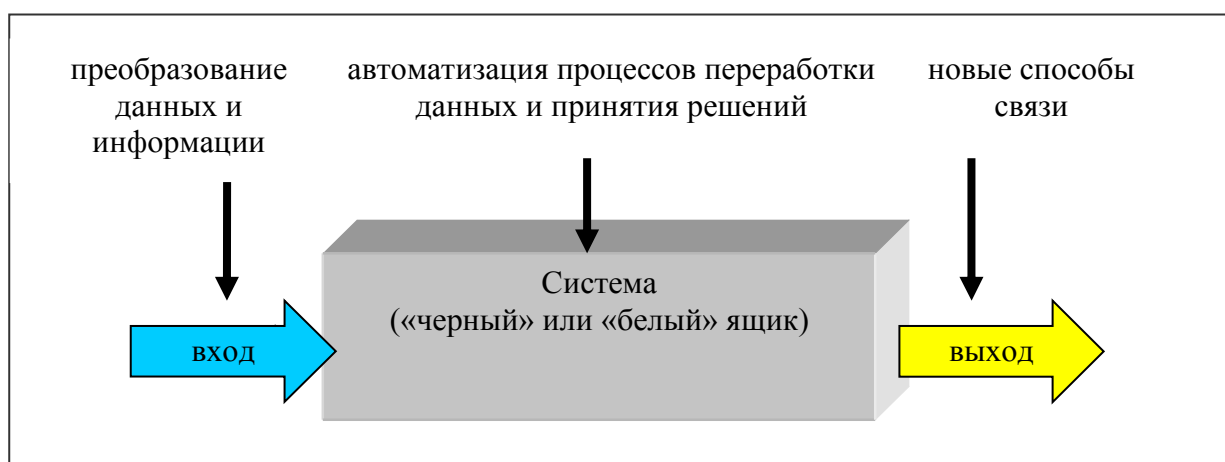 преобразование
данных и
информации
автоматизация процессов переработки
данных и принятия решений
новые способы
связи
Система
(«черный» или «белый» ящик)
вход
выход